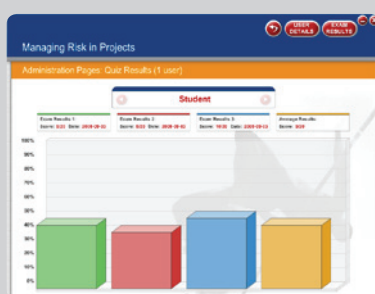 USER DETAILS
EXAM RESULTS
Managing Risk in Projects
Administration Pages: Quiz Results (1 user)
Student
Exam Results 1
Exam Results 2
Exam Results 3
Average Results
100%
90%
80%
70%
60%
50%
40%
30%
20%
10%
0%